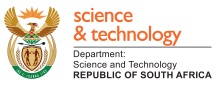 science
& technology
Department:
Science and Technology
REPUBLIC OF SOUTH AFRICA